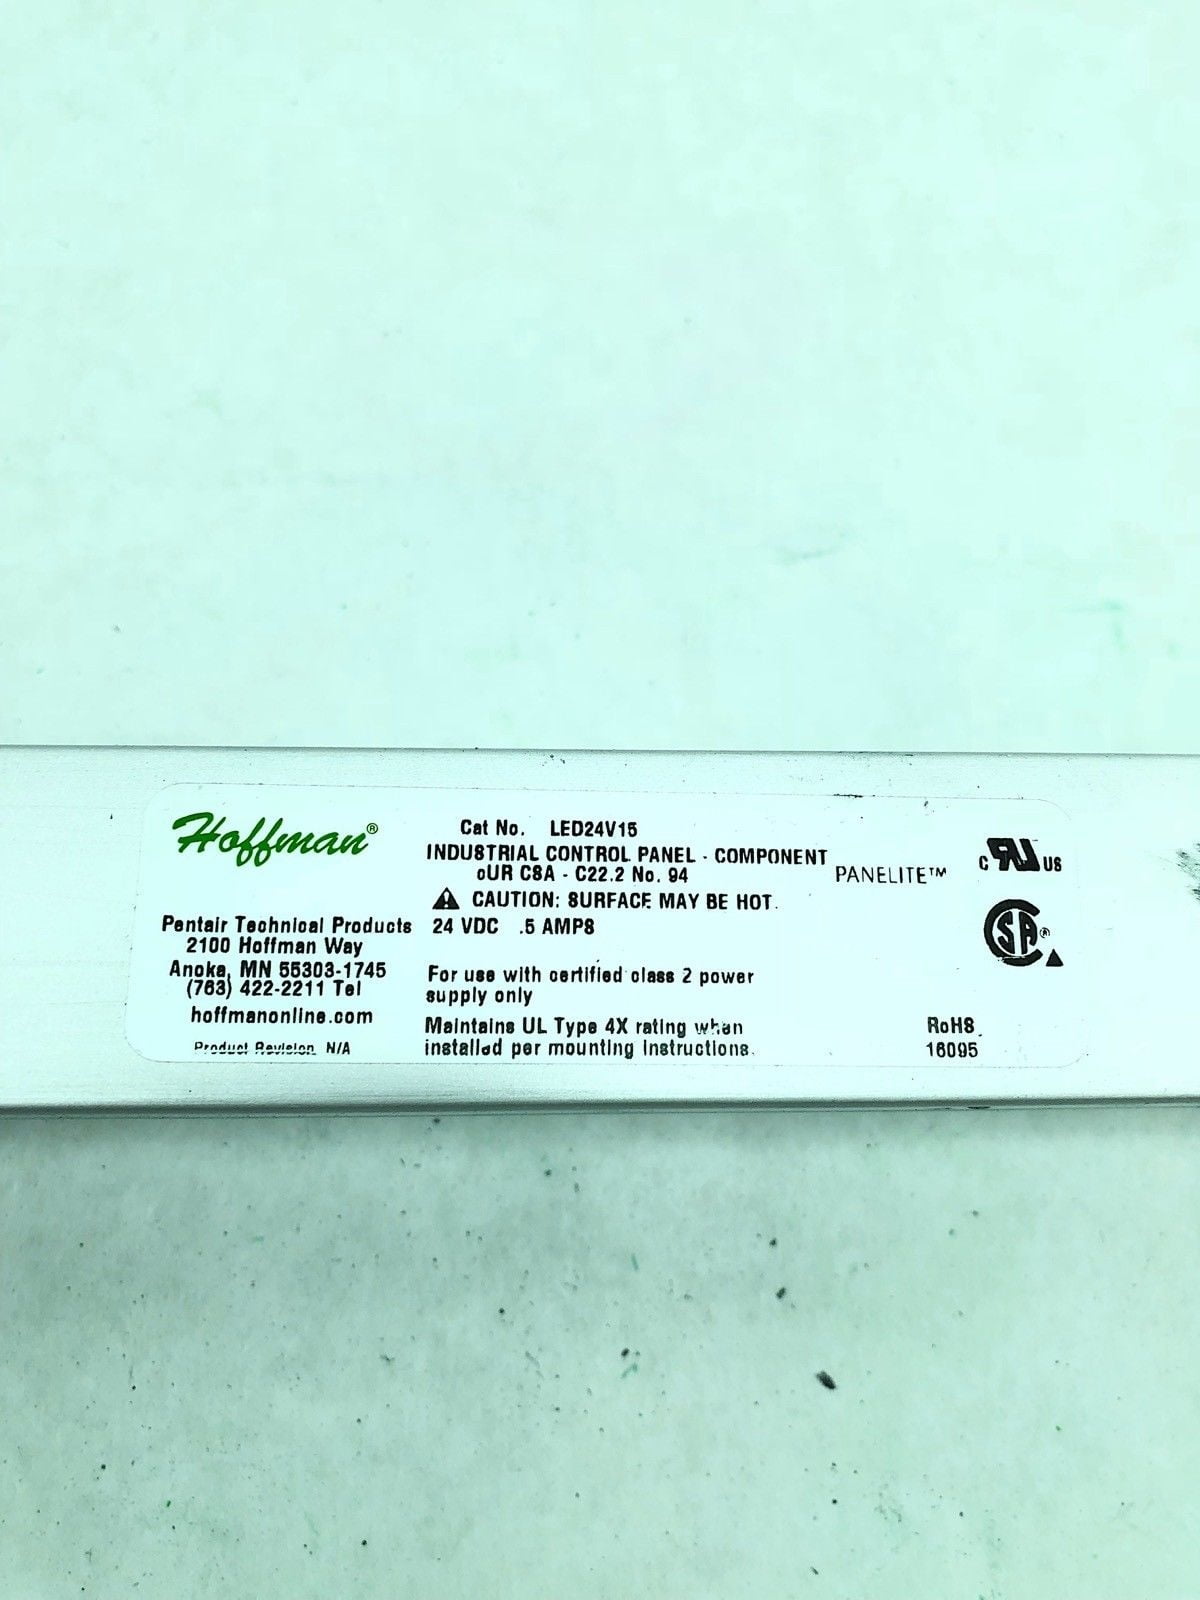 Hoffman®
Pentair Technical Products
2100 Hoffman Way
Anoka, MN 55303-1745
(763) 422-2211 Tel
hoffmanonline.com
Product Revision N/A
Cat No. LED24V15
INDUSTRIAL CONTROL PANEL - COMPONENT
cUR CSA - C22.2 No. 94
CAUTION: SURFACE MAY BE HOT.
24 VDC .5 AMPS
For use with certified class 2 power
supply only
Maintains UL Type 4X rating when
installed per mounting instructions.
PANELITE™
C RU US
SA®
RoHS
16095